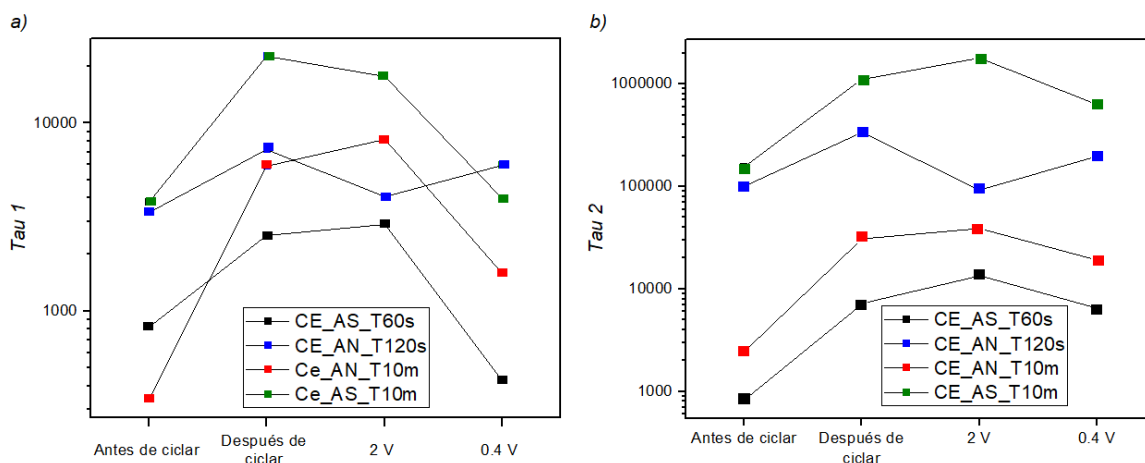 a)
Tau 1
10000
1000
CE_AS_T60s
CE_AN_T120s
Ce_AN_T10m
Ce_AS_T10m
Antes de ciclar
Después de
ciclar
2 V
0.4 V
b)
Tau 2
1000000
100000
10000
1000
CE_AS_T60s
CE_AN_T120s
CE_AN_T10m
CE_AS_T10m
Antes de ciclar
Después de
ciclar
2 V
0.4 V